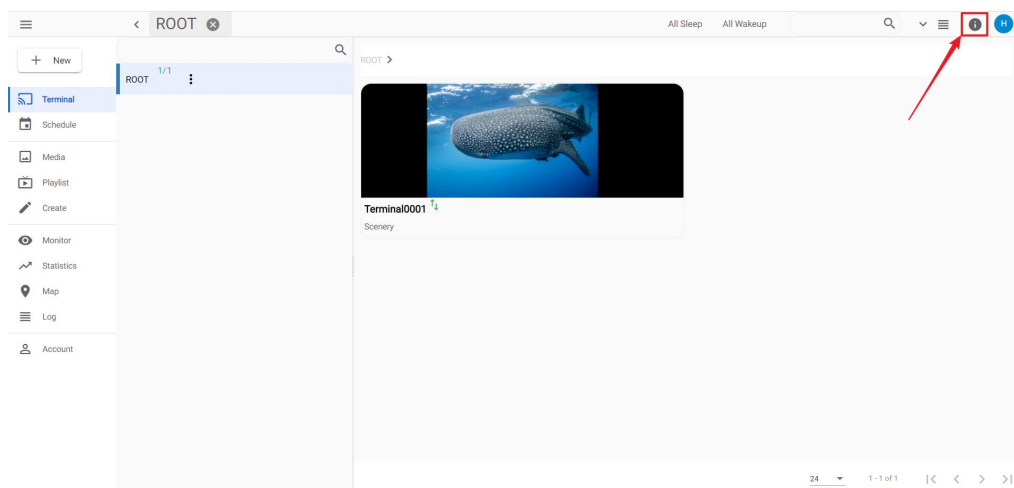 ROOT
All Sleep
All Wakeup
H
New
Terminal
Schedule
Media
Playlist
Create
Monitor
Statistics
Map
Log
Account
ROOT
1/1
ROOT
Terminal0001
Scenery
24
1 - 1 of 1